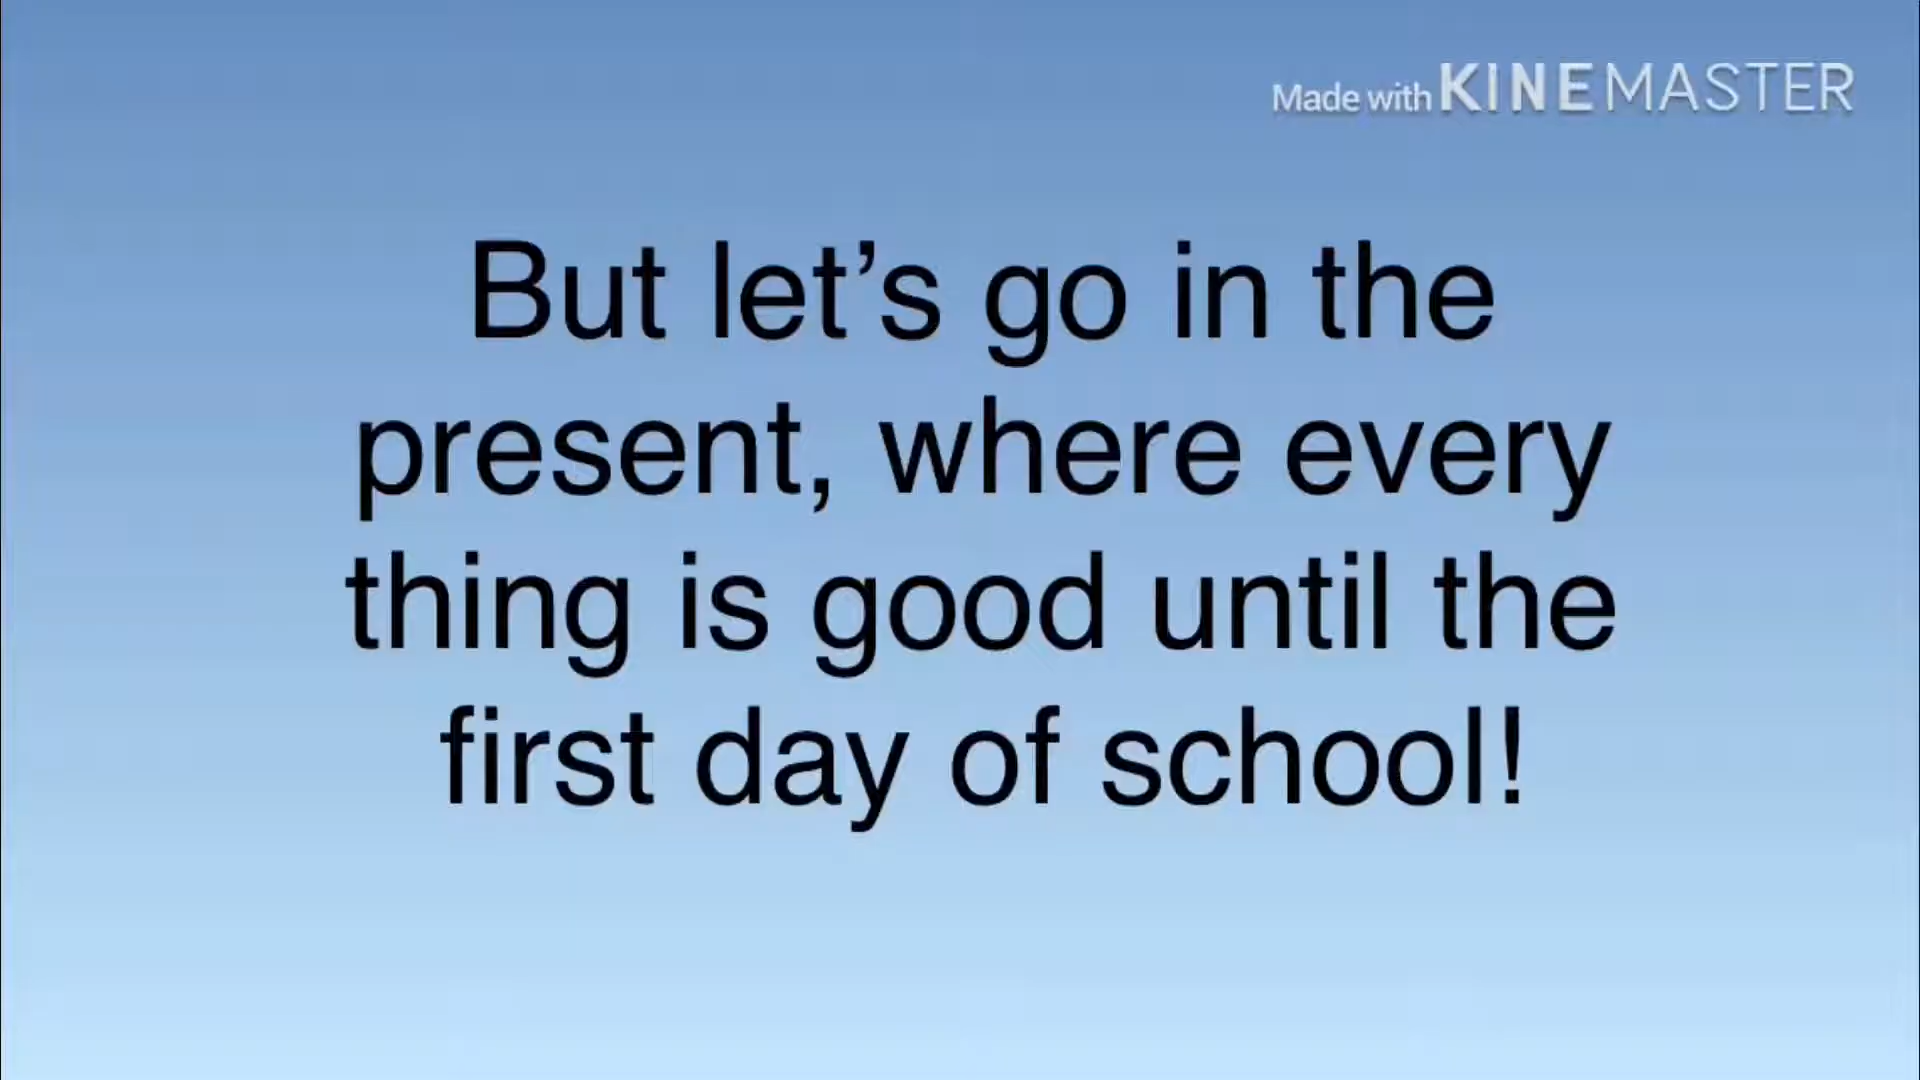 Made with KINEMASTER
But let’s go in the
present, where every
thing is good until the
first day of school!